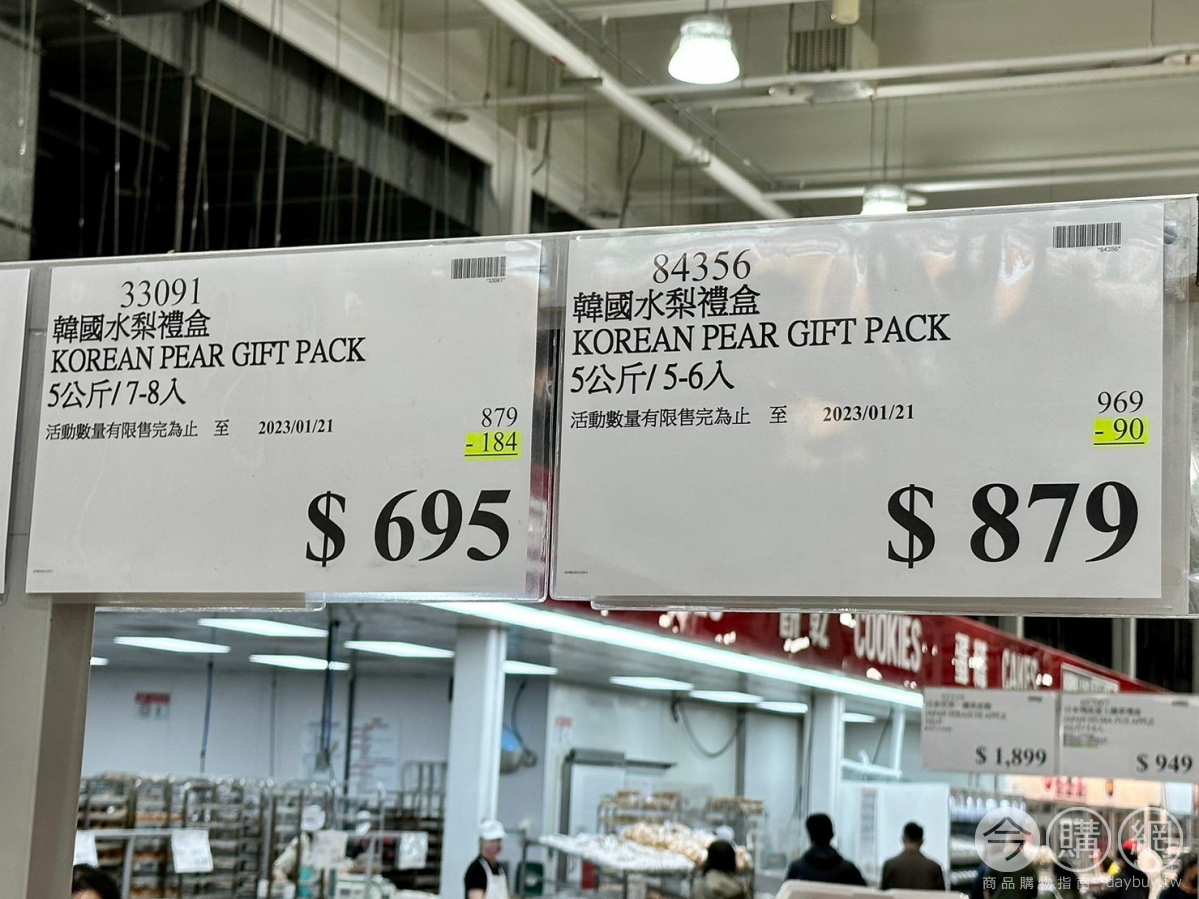 33091
韓國水梨禮盒
KOREAN PEAR GIFT PACK
5公斤/ 7-8入
活動數量有限售完為止 至 2023/01/21
879
- 184
$ 695
84356
*84356*
韓國水梨禮盒
KOREAN PEAR GIFT PACK
5公斤/ 5-6入
活動數量有限售完為止 至 2023/01/21
969
- 90
$ 879
COOKIES
CAKES
$ 1,899
$ 949
今購網
商品購物指南 daybuy.tw